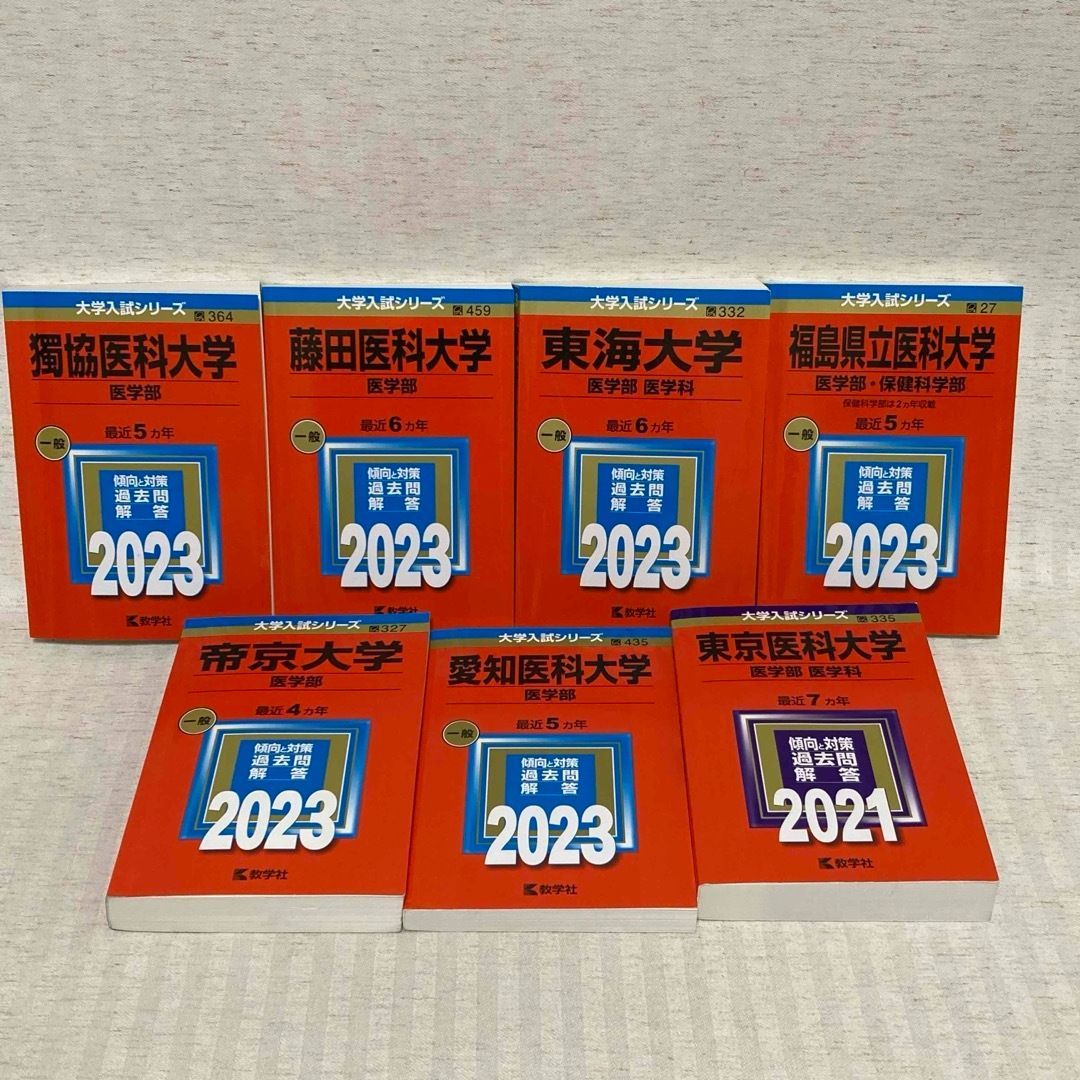 大学入試シリーズ
364
獨協医科大学
医学部
最近5カ年
一般
傾向と対策
過去問
解答
2023
教学社
大学入試シリーズ
459
藤田医科大学
医学部
最近6カ年
一般
傾向と対策
過去問
解答
2023
教学社
大学入試シリーズ
332
東海大学
医学部 医学科
最近6カ年
一般
傾向と対策
過去問
解答
2023
教学社
大学入試シリーズ
27
福島県立医科大学
医学部・保健科学部
保健科学部は2カ年収載
最近5カ年
一般
傾向と対策
過去問
解答
2023
大学入試シリーズ
327
帝京大学
医学部
最近4カ年
一般
傾向と対策
過去問
解答
2023
教学社
大学入試シリーズ
435
愛知医科大学
医学部
最近5カ年
一般
傾向と対策
過去問
解答
2023
教学社
大学入試シリーズ
335
東京医科大学
医学部 医学科
最近7カ年
傾向と対策
過去問
解答
2021
教学社